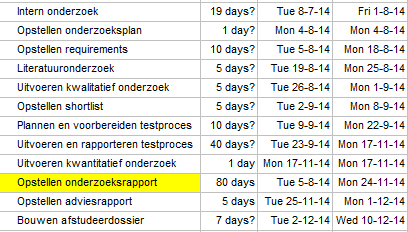 Intern onderzoek 19 days? Tue 8-7-14 Fri 1-8-14
Opstellen onderzoeksplan 1 day? Mon 4-8-14 Mon 4-8-14
Opstellen requirements 10 days? Tue 5-8-14 Mon 18-8-14
Literatuuronderzoek 5 days? Tue 19-8-14 Mon 25-8-14
Uitvoeren kwalitatief onderzoek 5 days? Tue 26-8-14 Mon 1-9-14
Opstellen shortlist 5 days? Tue 2-9-14 Mon 8-9-14
Plannen en voorbereiden testproces 10 days? Tue 9-9-14 Mon 22-9-14
Uitvoeren en rapporteren testproces 40 days? Tue 23-9-14 Mon 17-11-14
Uitvoeren kwantitatief onderzoek 1 day Mon 17-11-14 Mon 17-11-14
Opstellen onderzoeksrapport 80 days Tue 5-8-14 Mon 24-11-14
Opstellen adviesrapport 5 days Tue 25-11-14 Mon 1-12-14
Bouwen afstudeerdossier 7 days? Tue 2-12-14 Wed 10-12-14